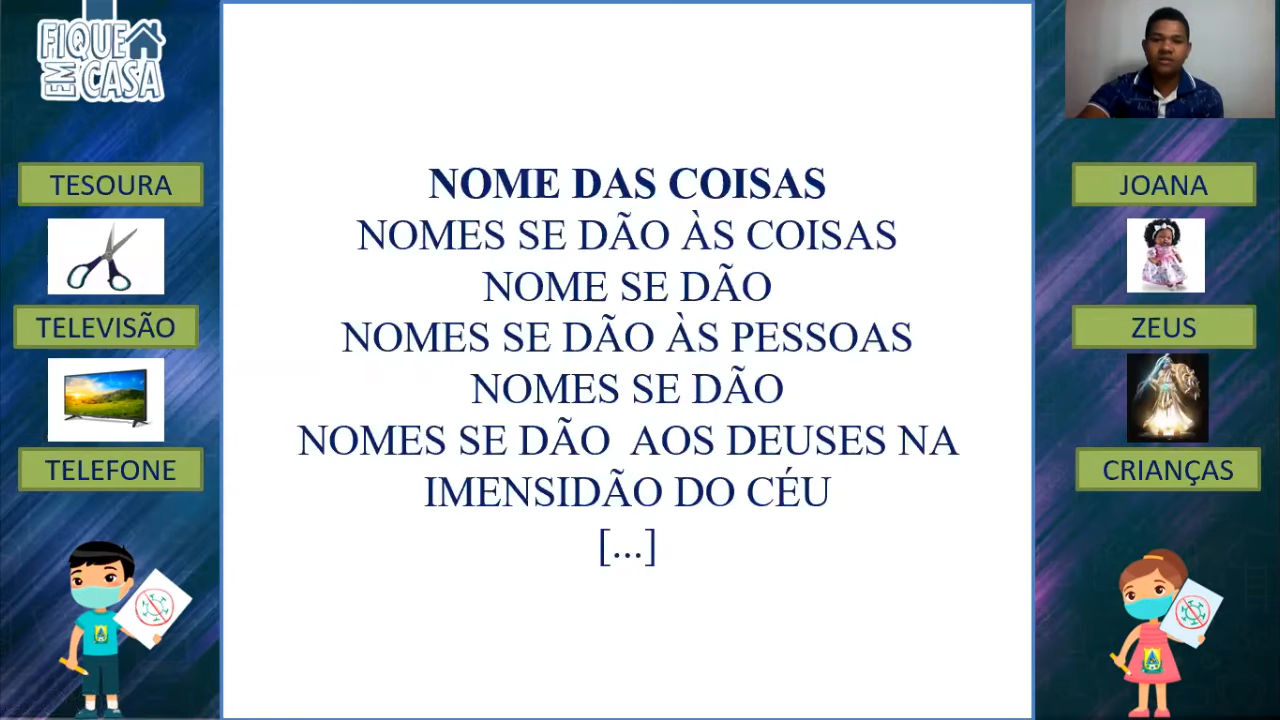 FIQUE
EM
CASA
TESOURA
TELEVISÃO
TELEFONE
NOME DAS COISAS
NOMES SE DÃO ÀS COISAS
NOME SE DÃO
NOMES SE DÃO ÀS PESSOAS
NOMES SE DÃO
NOMES SE DÃO  AOS DEUSES NA
IMENSIDÃO DO CÉU
[...]
JOANA
ZEUS
CRIANÇAS